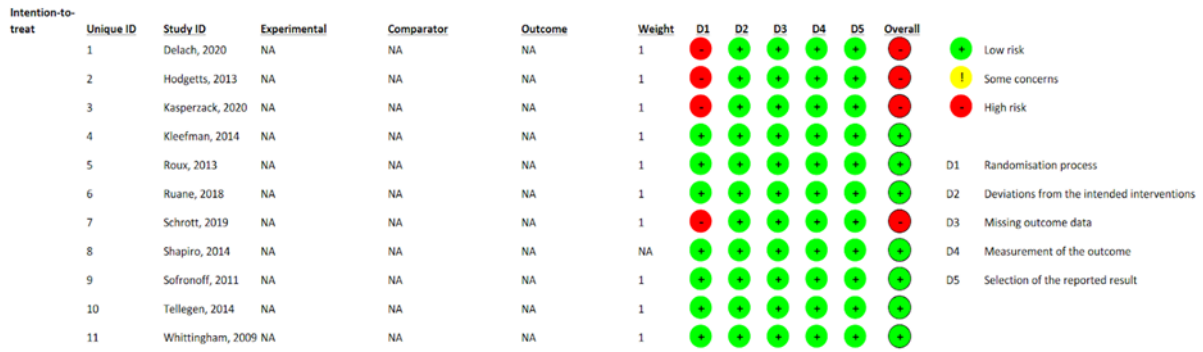 Intention-to-
treat Unique ID Study ID Experimental Comparator Outcome Weight D1 D2 D3 D4 D5 Overall
1 Delach, 2020 NA NA NA 1 - + + + + - + Low risk
2 Hodgetts, 2013 NA NA NA 1 - + + + + - ! Some concerns
3 Kasperzack, 2020 NA NA NA 1 - + + + + - - High risk
4 Kleefman, 2014 NA NA NA 1 + + + + + +
5 Roux, 2013 NA NA NA 1 + + + + + + D1 Randomisation process
6 Ruane, 2018 NA NA NA 1 + + + + + + D2 Deviations from the intended interventions
7 Schrott, 2019 NA NA NA 1 - + + + + - D3 Missing outcome data
8 Shapiro, 2014 NA NA NA NA + + + + + + D4 Measurement of the outcome
9 Sofronoff, 2011 NA NA NA 1 + + + + + + D5 Selection of the reported result
10 Tellegen, 2014 NA NA NA 1 + + + + + +
11 Whittingham, 2009 NA NA NA 1 + + + + + +